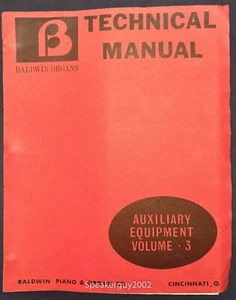 B
TECHNICAL
MANUAL
BALDWIN ORGANS
AUXILIARY
EQUIPMENT
VOLUME - 3
BALDWIN PIANO & CINCINNATI, O.
Speakerguy2002